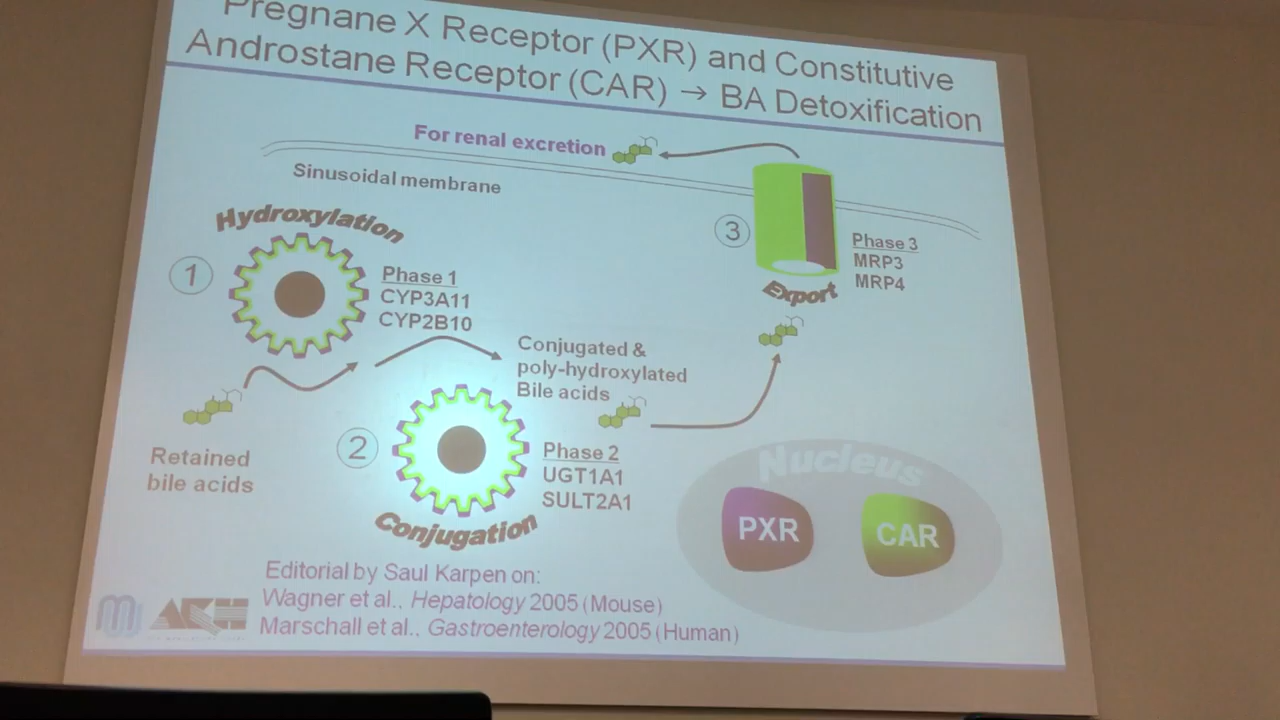 Pregnane X Receptor (PXR) and Constitutive
Androstane Receptor (CAR) → BA Detoxification
For renal excretion
Sinusoidal membrane
Hydroxylation
1
Phase 1
CYP3A11
CYP2B10
3
Phase 3
MRP3
MRP4
Export
Conjugated &
poly-hydroxylated
Bile acids
Retained
bile acids
2
Phase 2
UGT1A1
SULT2A1
Conjugation
Nucleus
PXR
CAR
Editorial by Saul Karpen on:
Wagner et al., Hepatology 2005 (Mouse)
Marschall et al., Gastroenterology 2005 (Human)
AKH